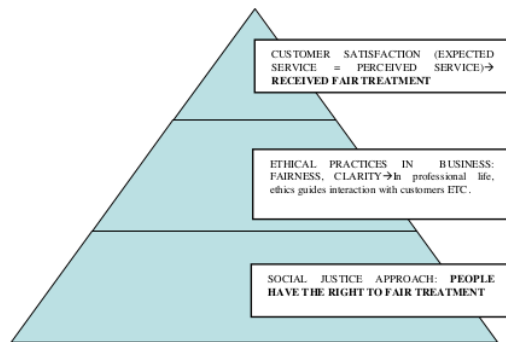 CUSTOMER SATISFACTION (EXPECTED
SERVICE = PERCEIVED SERVICE)→
RECEIVED FAIR TREATMENT
ETHICAL PRACTICES IN BUSINESS:
FAIRNESS, CLARITY→In professional life,
ethics guides interaction with customers ETC.
SOCIAL JUSTICE APPROACH: PEOPLE
HAVE THE RIGHT TO FAIR TREATMENT